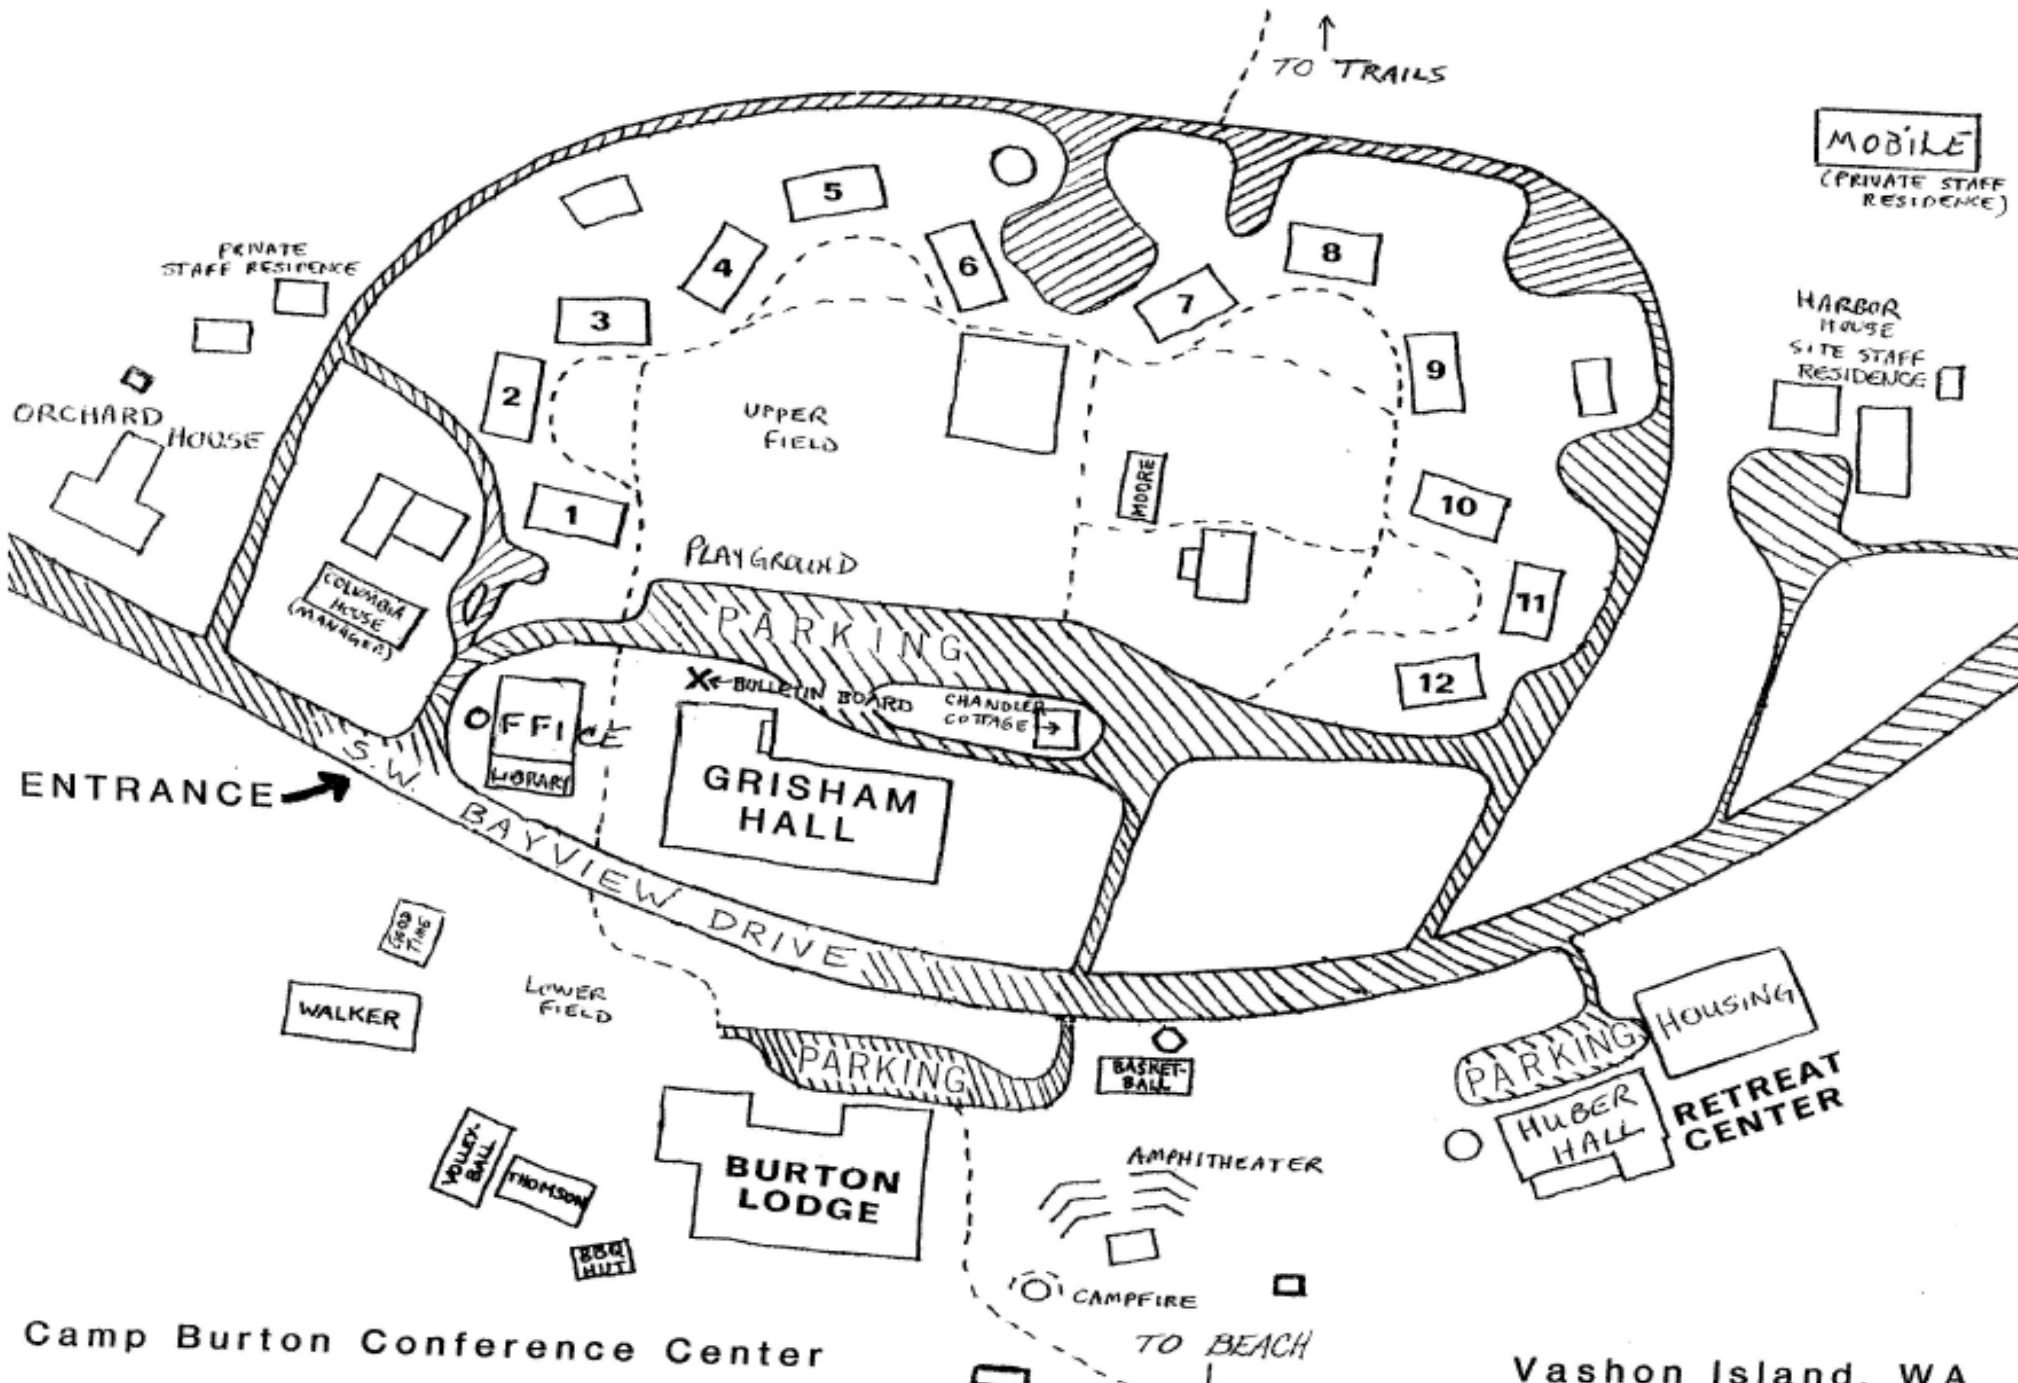 ↑
TO TRAILS
MOBILE
(PRIVATE STAFF
RESIDENCE)
PRIVATE
STAFF RESIDENCE
5
4
6
8
7
3
HARBOR
HOUSE
SITE STAFF
RESIDENCE
2
9
ORCHARD
HOUSE
UPPER
FIELD
MOORE
10
1
PLAYGROUND
COLUMBIA
HOUSE
(MANAGER)
11
PARKING
12
X←BULLETIN BOARD
CHANDLER
COTTAGE →
OFFICE
LIBRARY
GRISHAM
HALL
ENTRANCE
S.W. BAYVIEW DRIVE
GOOD
TIME
WALKER
LOWER
FIELD
PARKING
BASKET-
BALL
HOUSING
PARKING
HUBER
HALL
RETREAT
CENTER
VOLLEY-
BALL
THOMSON
BURTON
LODGE
AMPHITHEATER
BBQ
HUT
CAMPFIRE
TO BEACH
Camp Burton Conference Center
Vashon Island, WA